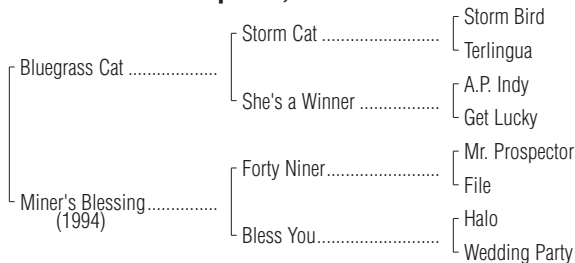 Storm Bird
Storm Cat ..............................
Terlingua
Bluegrass Cat ...................
A.P. Indy
She's a Winner ....................
Get Lucky
Mr. Prospector
Forty Niner............................
File
Miner's Blessing...............
(1994)
Halo
Bless You..............................
Wedding Party